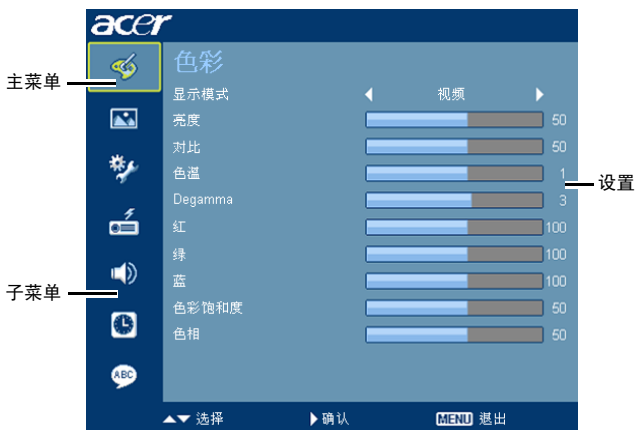 acer
主菜单
色彩
显示模式 视频
亮度 50
对比 50
色温 1
设置
Degamma 3
红 100
绿 100
蓝 100
子菜单
色彩饱和度 50
色相 50
ABC
选择 确认 MENU 退出